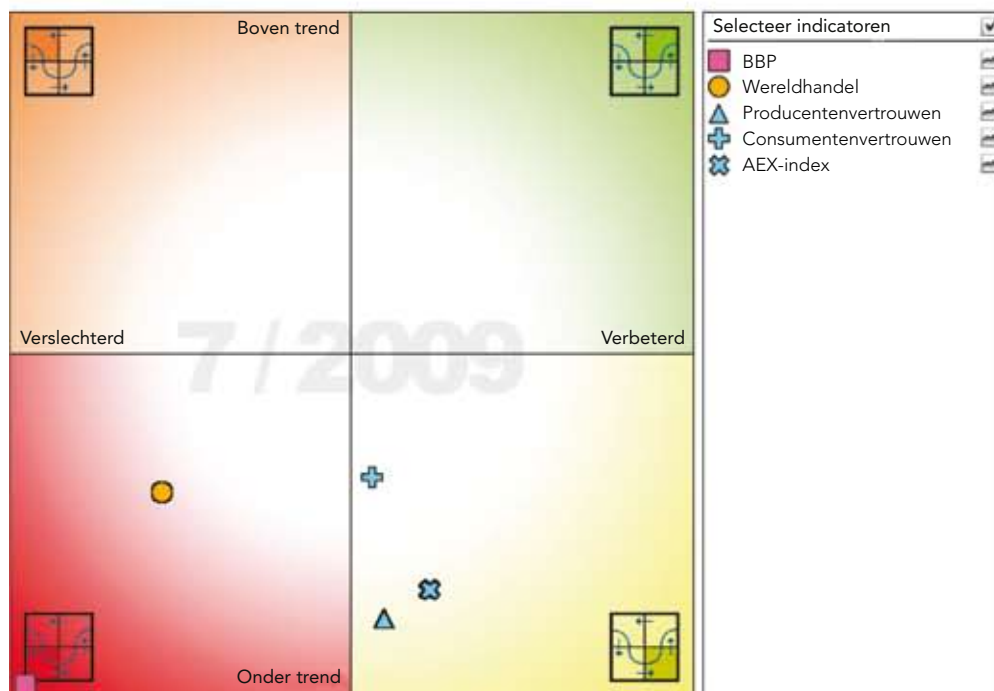 Boven trend
Verslechterd
Verbeterd
7 / 2009
Onder trend
Selecteer indicatoren
BBP
Wereldhandel
Producentenvertrouwen
Consumentenvertrouwen
AEX-index